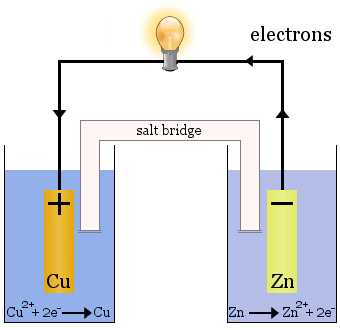 electrons
salt bridge
+
−
Cu
Zn
Cu²⁺ + 2e⁻ → Cu
Zn → Zn²⁺ + 2e⁻